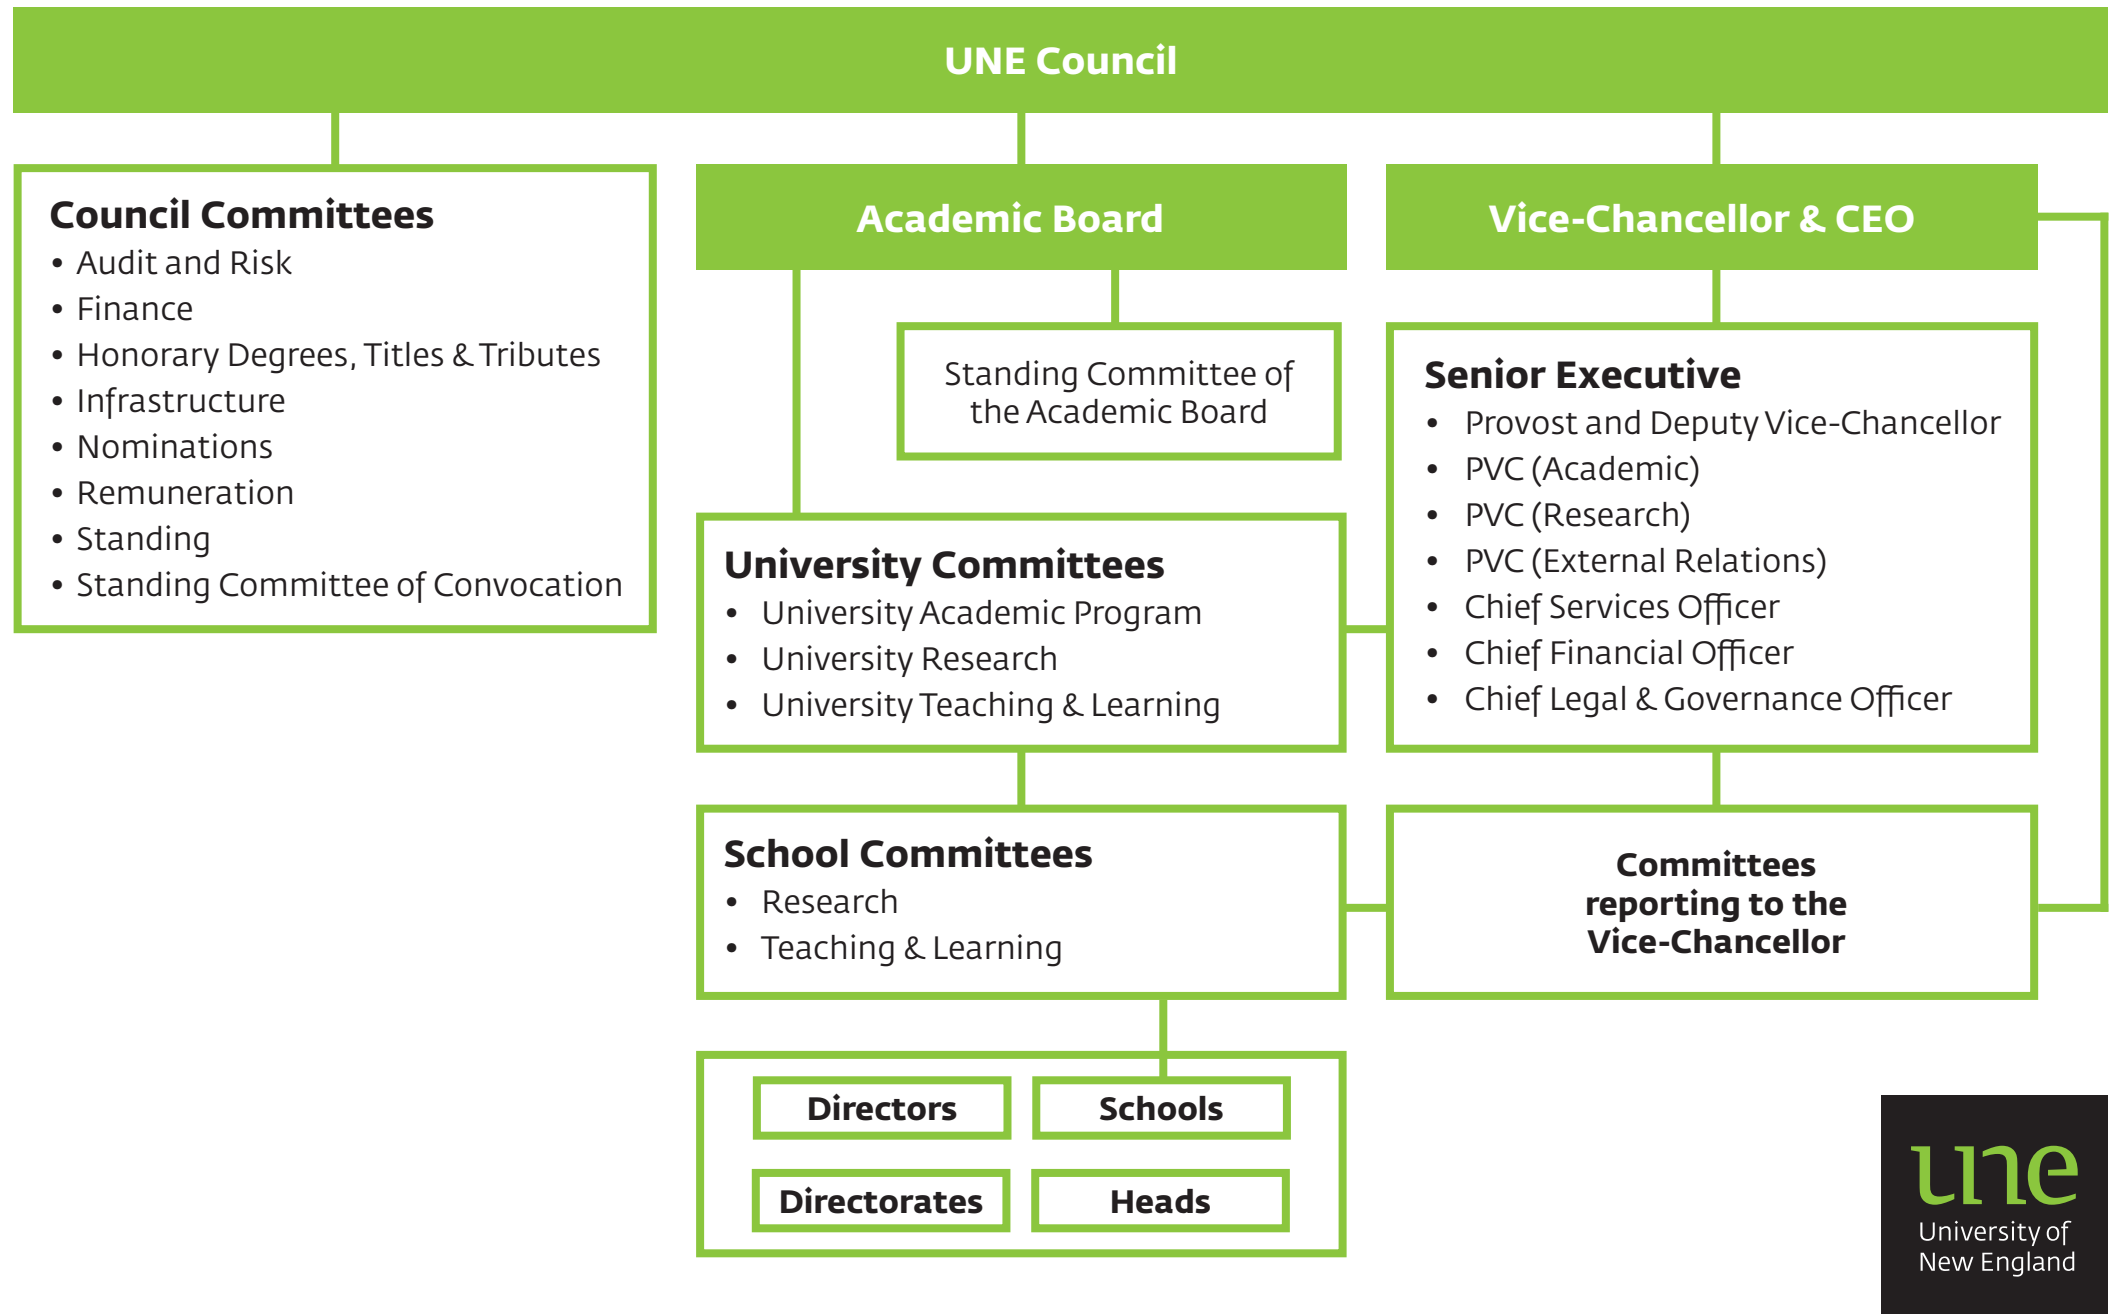 UNE Council
Council Committees
• Audit and Risk
• Finance
• Honorary Degrees, Titles & Tributes
• Infrastructure
• Nominations
• Remuneration
• Standing
• Standing Committee of Convocation
Academic Board
Standing Committee of
the Academic Board
University Committees
• University Academic Program
• University Research
• University Teaching & Learning
School Committees
• Research
• Teaching & Learning
Directors
Schools
Directorates
Heads
Vice-Chancellor & CEO
Senior Executive
• Provost and Deputy Vice-Chancellor
• PVC (Academic)
• PVC (Research)
• PVC (External Relations)
• Chief Services Officer
• Chief Financial Officer
• Chief Legal & Governance Officer
Committees
reporting to the
Vice-Chancellor
une
University of
New England